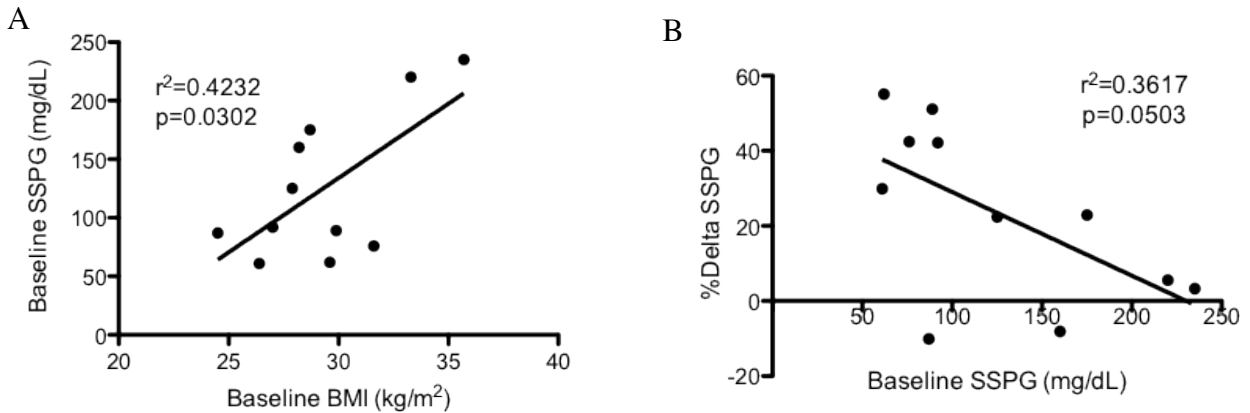 A
250
200
150
100
50
0
Baseline SSPG (mg/dL)
r²=0.4232
p=0.0302
20 25 30 35 40
Baseline BMI (kg/m²)
B
60
40
20
0
-20
%Delta SSPG
r²=0.3617
p=0.0503
50 100 150 200 250
Baseline SSPG (mg/dL)